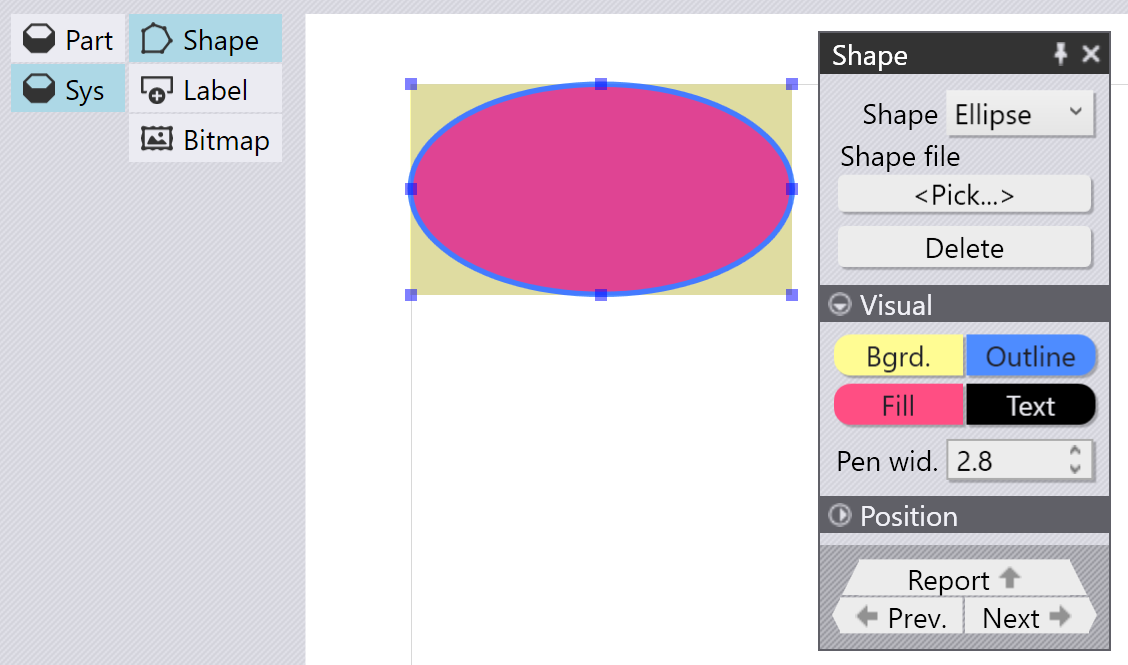 Part
Shape
Sys
Label
Bitmap
Shape
Shape Ellipse
Shape file
<Pick...>
Delete
Visual
Bgrd. Outline
Fill Text
Pen wid. 2.8
Position
Report
Prev. Next